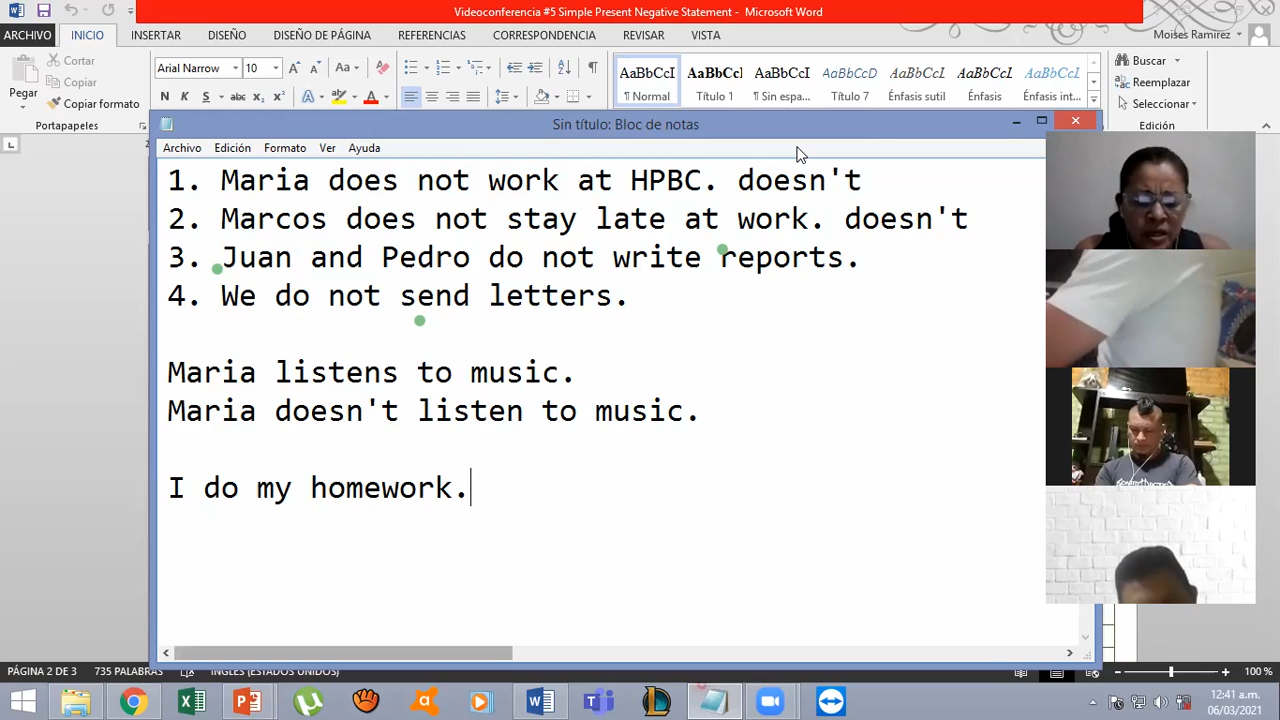 Videoconferencia #5 Simple Present Negative Statement - Microsoft Word
ARCHIVO INICIO INSERTAR DISEÑO DISEÑO DE PÁGINA REFERENCIAS CORRESPONDENCIA REVISAR VISTA Moises Ramirez
Pegar Cortar Copiar Copiar formato
Arial Narrow 10 Aa
N K S abc x₂ x² A A
AaBbCcI AaBbCcI AaBbCcI AaBbCcD AaBbCcI AaBbCcI AaBbCcI
¶ Normal Título 1 ¶ Sin espa... Título 7 Énfasis sutil Énfasis Énfasis int...
Buscar
Reemplazar
Seleccionar
Portapapeles Edición
Sin título: Bloc de notas
Archivo Edición Formato Ver Ayuda
1. Maria does not work at HPBC. doesn't
2. Marcos does not stay late at work. doesn't
3. Juan and Pedro do not write reports.
4. We do not send letters.
Maria listens to music.
Maria doesn't listen to music.
I do my homework.
PÁGINA 2 DE 3 735 PALABRAS INGLÉS (ESTADOS UNIDOS) 100 %
12:41 a.m.
06/03/2021